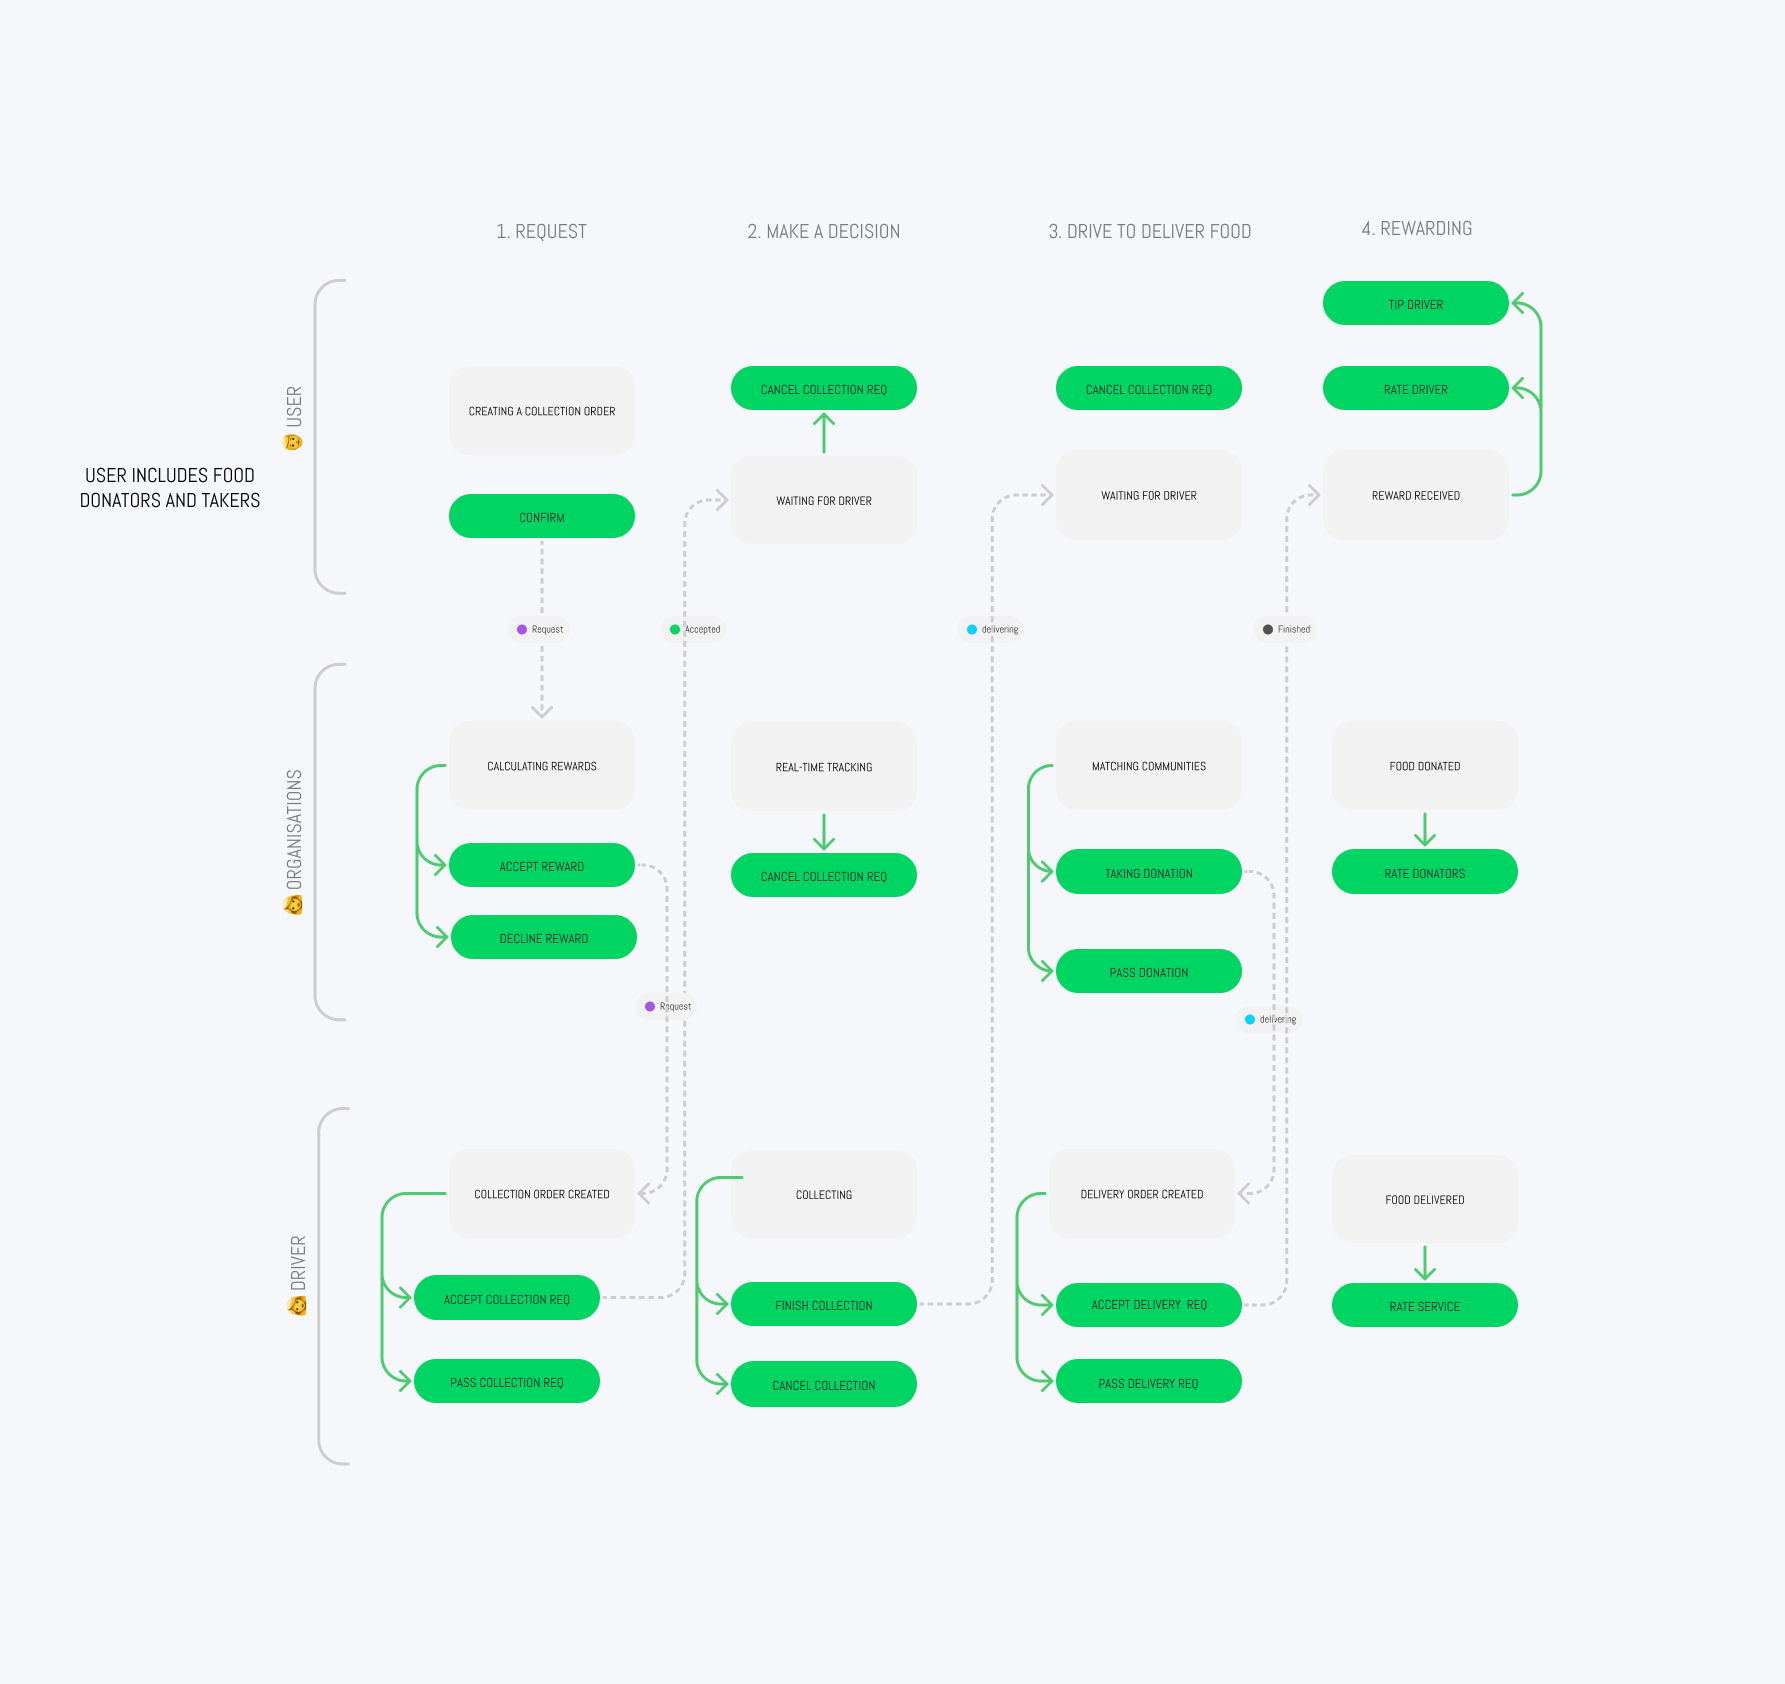 1. REQUEST
2. MAKE A DECISION
3. DRIVE TO DELIVER FOOD
4. REWARDING
USER
USER INCLUDES FOOD
DONATORS AND TAKERS
TIP DRIVER
CANCEL COLLECTION REQ
CANCEL COLLECTION REQ
RATE DRIVER
CREATING A COLLECTION ORDER
WAITING FOR DRIVER
WAITING FOR DRIVER
REWARD RECEIVED
CONFIRM
Request
Accepted
delivering
Finished
ORGANISATIONS
CALCULATING REWARDS
REAL-TIME TRACKING
MATCHING COMMUNITIES
FOOD DONATED
ACCEPT REWARD
CANCEL COLLECTION REQ
TAKING DONATION
RATE DONATORS
DECLINE REWARD
PASS DONATION
Request
delivering
DRIVER
COLLECTION ORDER CREATED
COLLECTING
DELIVERY ORDER CREATED
FOOD DELIVERED
ACCEPT COLLECTION REQ
FINISH COLLECTION
ACCEPT DELIVERY  REQ
RATE SERVICE
PASS COLLECTION REQ
CANCEL COLLECTION
PASS DELIVERY REQ